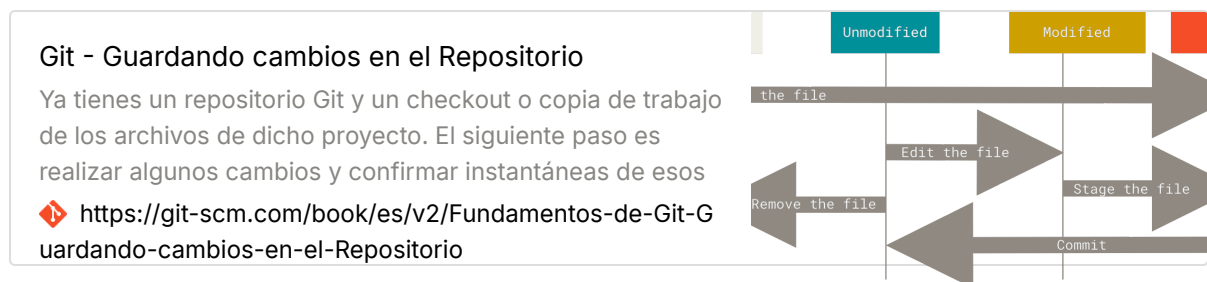 Git - Guardando cambios en el Repositorio
Ya tienes un repositorio Git y un checkout o copia de trabajo
de los archivos de dicho proyecto. El siguiente paso es
realizar algunos cambios y confirmar instantáneas de esos
https://git-scm.com/book/es/v2/Fundamentos-de-Git-G
uardando-cambios-en-el-Repositorio
Unmodified
Modified
the file
Edit the file
Stage the file
Remove the file
Commit